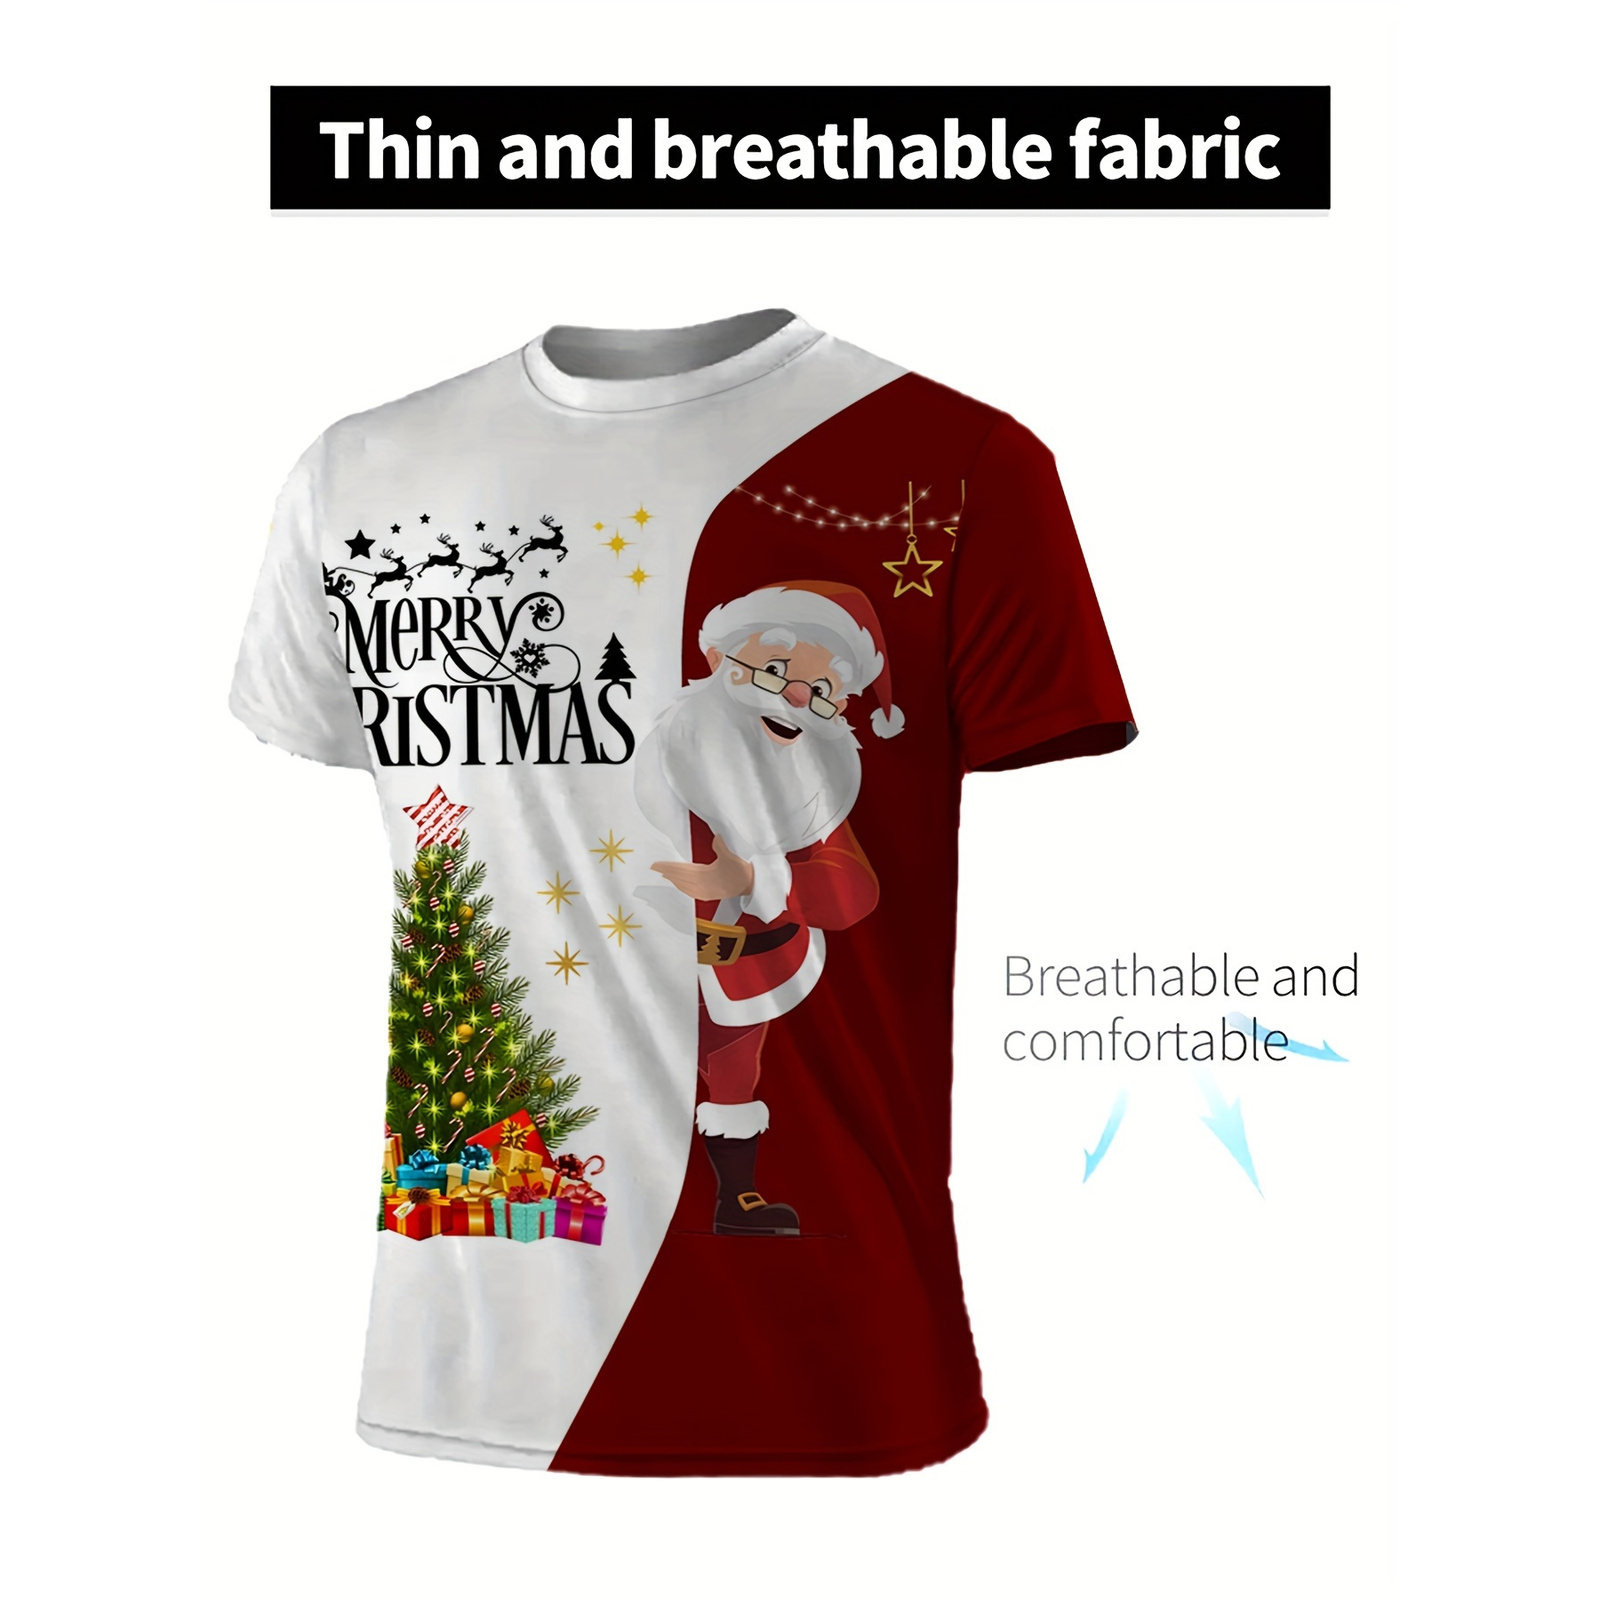 Thin and breathable fabric
MeRRy
RISTMAS
Breathable and
comfortable